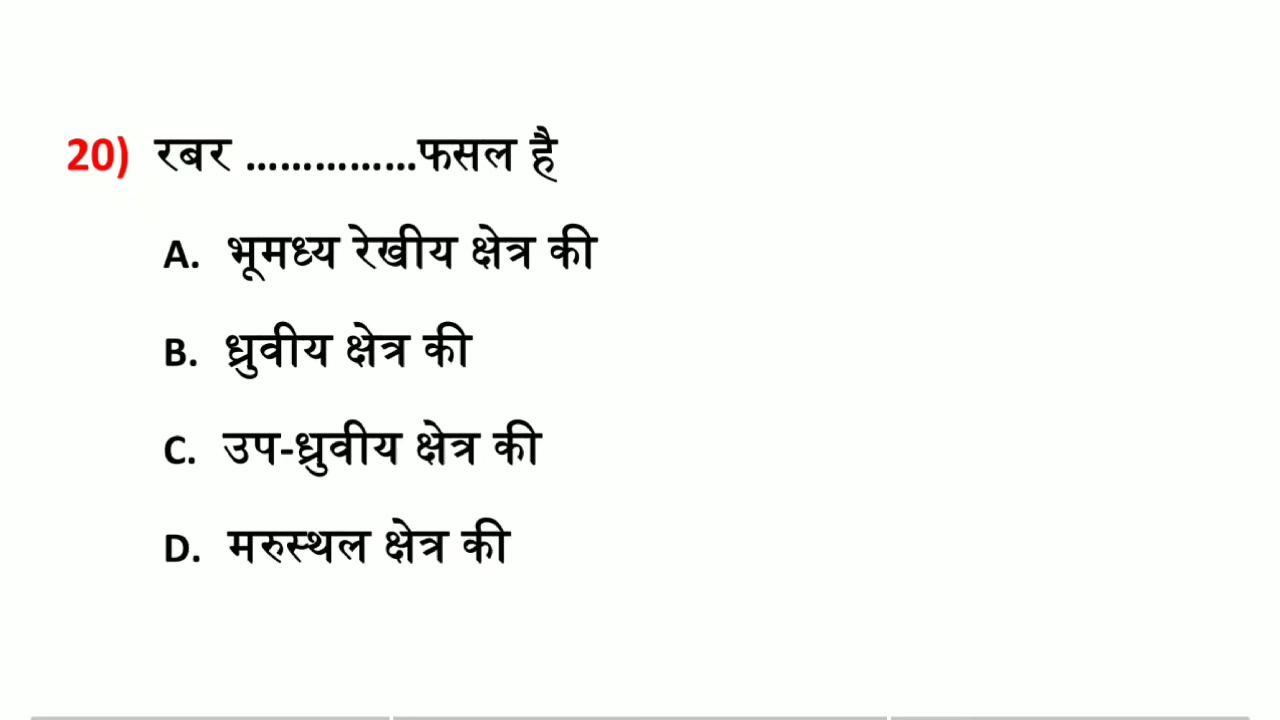 20) रबर ...............फसल है
A. भूमध्य रेखीय क्षेत्र की
B. ध्रुवीय क्षेत्र की
C. उप-ध्रुवीय क्षेत्र की
D. मरुस्थल क्षेत्र की